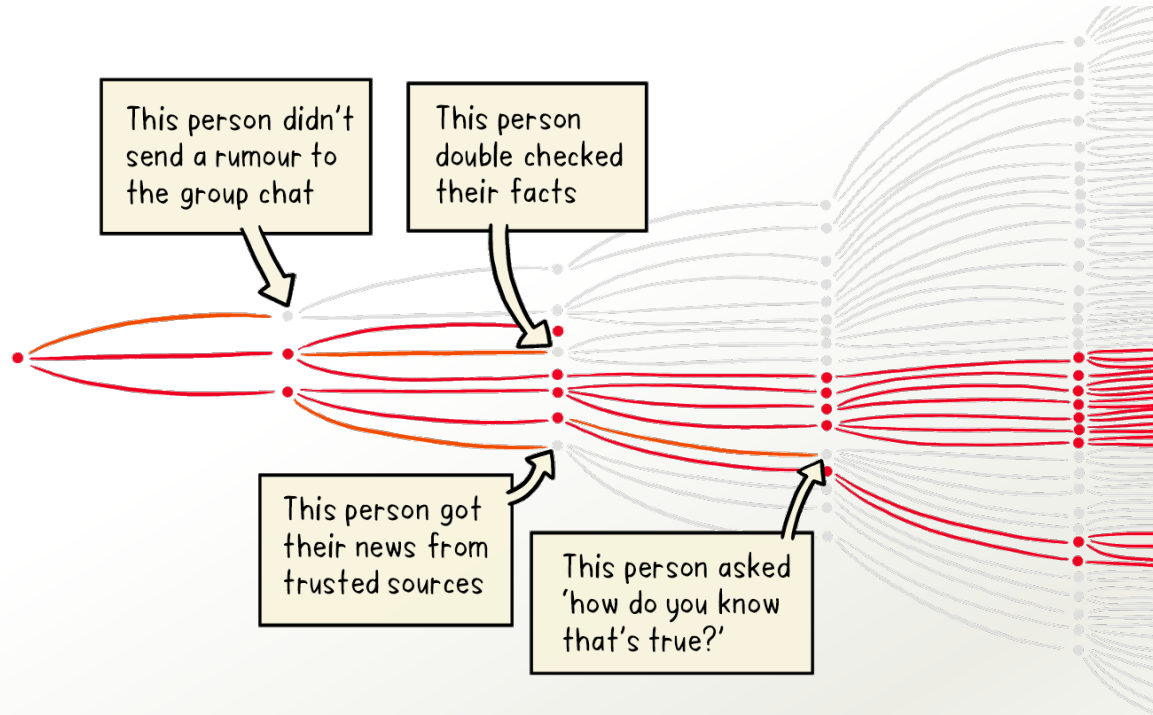 This person didn't
send a rumour to
the group chat
This person
double checked
their facts
This person got
their news from
trusted sources
This person asked
'how do you know
that's true?'